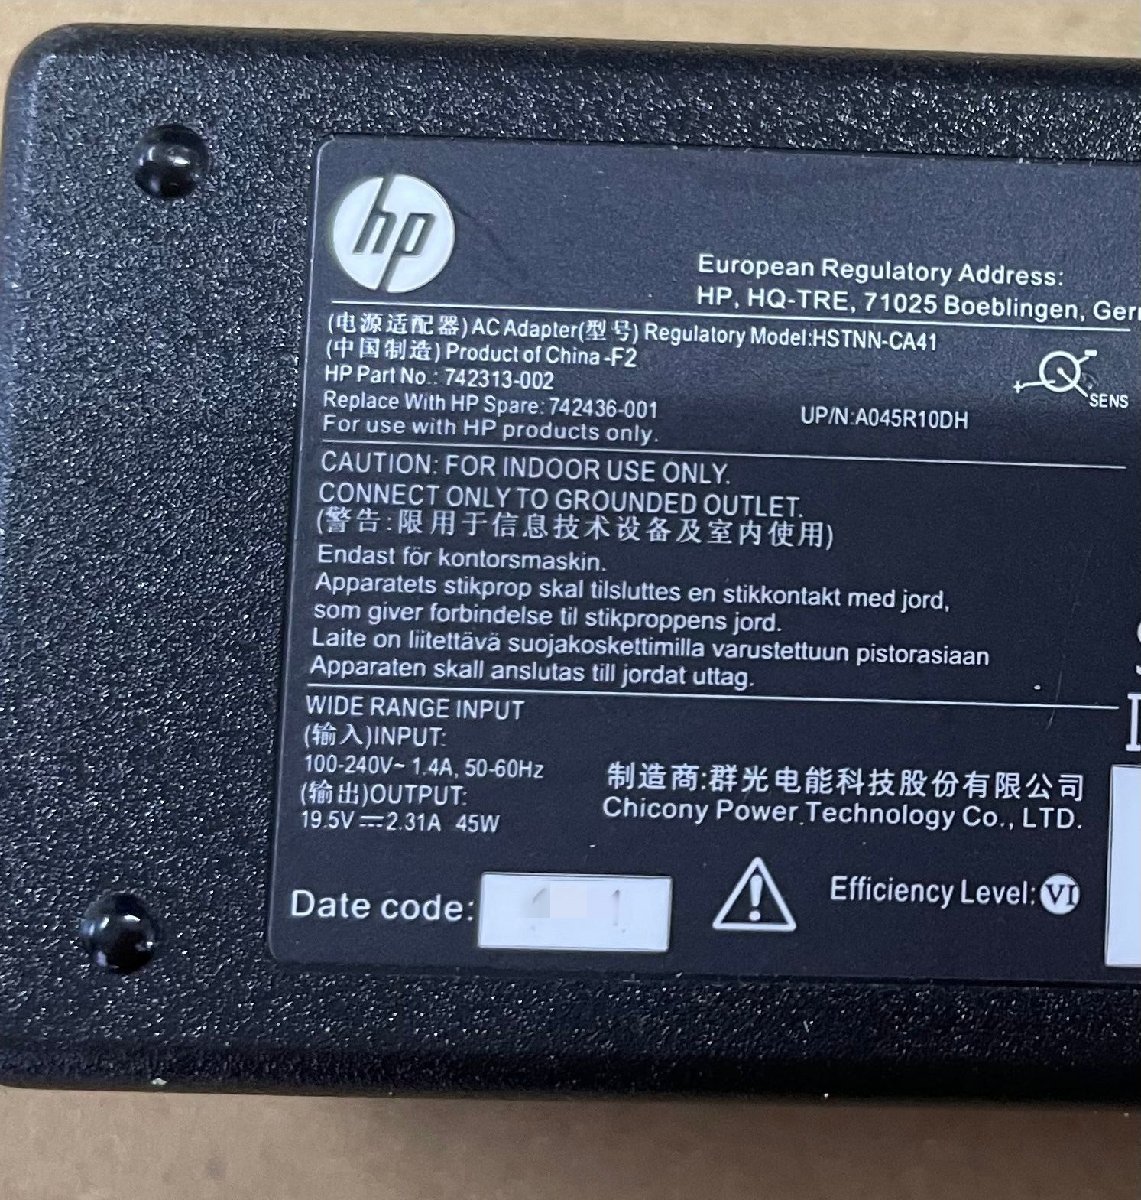 hp
European Regulatory Address:
HP, HQ-TRE, 71025 Boeblingen,
(电源适配器) AC Adapter(型号) Regulatory Model:HSTNN-CA41
(中国制造) Product of China -F2
HP Part No.: 742313-002
Replace With HP Spare: 742436-001
UP/N:A045R10DH
SENS
For use with HP products only.
CAUTION: FOR INDOOR USE ONLY.
CONNECT ONLY TO GROUNDED OUTLET.
(警告:限用于信息技术设备及室内使用)
Endast för kontorsmaskin.
Apparatets stikprop skal tilsluttes en stikkontakt med jord,
som giver forbindelse til stikproppens jord.
Laite on liitettävä suojakoskettimilla varustettuun pistorasiaan
Apparaten skall anslutas till jordat uttag.
WIDE RANGE INPUT
(输入)INPUT:
100-240V~ 1.4A, 50-60Hz
(输出)OUTPUT:
19.5V⎓2.31A 45W
制造商:群光电能科技股份有限公司
Chicony Power Technology Co., LTD.
Date code:
Efficiency Level: VI